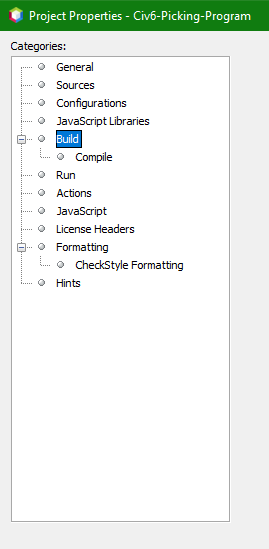 Project Properties - Civ6-Picking-Program
Categories:
General
Sources
Configurations
JavaScript Libraries
Build
Compile
Run
Actions
JavaScript
License Headers
Formatting
CheckStyle Formatting
Hints